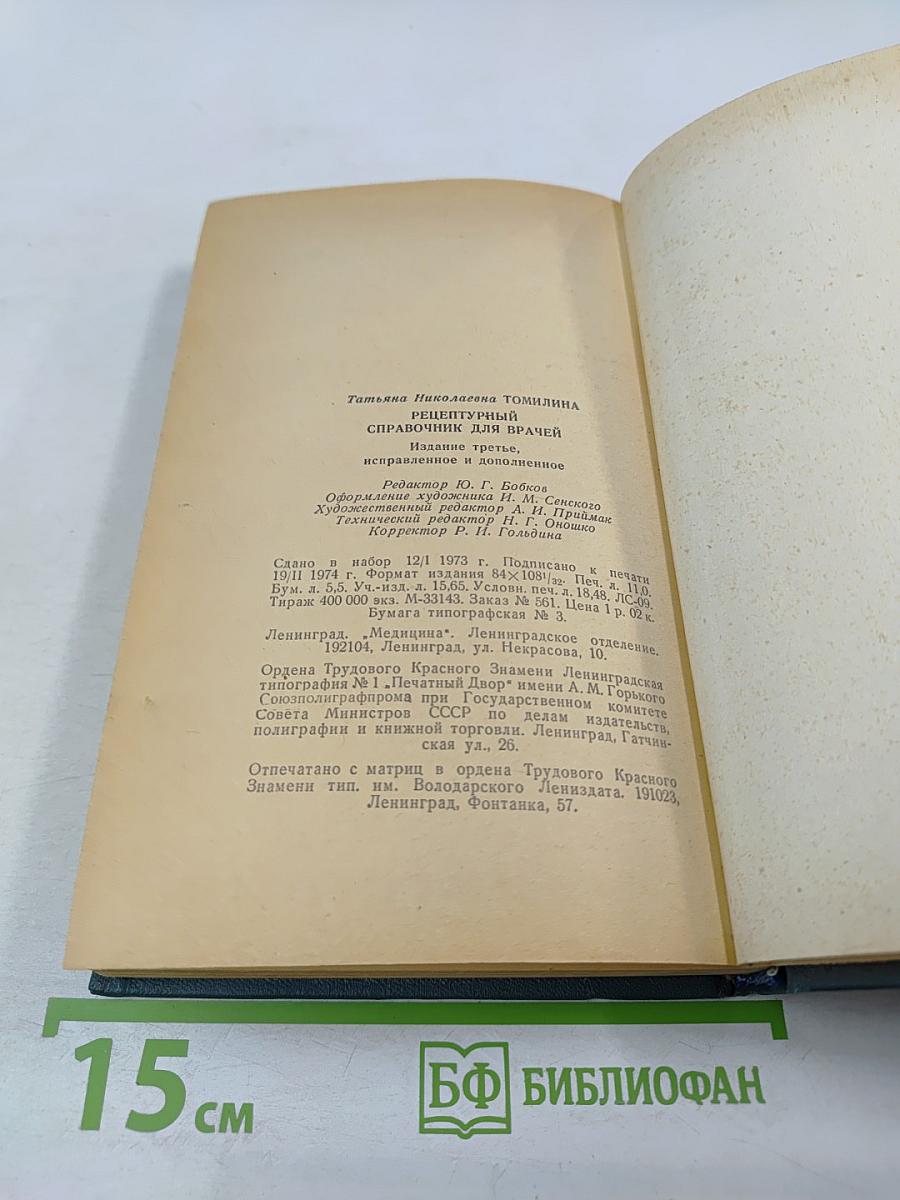 Татьяна Николаевна ТОМИЛИНА
РЕЦЕПТУРНЫЙ
СПРАВОЧНИК ДЛЯ ВРАЧЕЙ
Издание третье,
исправленное и дополненное
Редактор Ю. Г. Бобков
Оформление художника И. М. Сенского
Художественный редактор А. И. Приймак
Технический редактор Н. Г. Оношко
Корректор Р. И. Гольдина
Сдано в набор 12/I 1973 г. Подписано к печати
19/II 1974 г. Формат издания 84×108¹/₃₂. Печ. л. 11,0.
Бум. л. 5,5. Уч.-изд. л. 15,65. Условн. печ. л. 18,48. ЛС-09.
Тираж 400 000 экз. М-33143. Заказ № 561. Цена 1 р. 02 к.
Бумага типографская № 3.
Ленинград. „Медицина". Ленинградское отделение.
192104, Ленинград, ул. Некрасова, 10.
Ордена Трудового Красного Знамени Ленинградская
типография № 1 „Печатный Двор" имени А. М. Горького
Союзполиграфпрома при Государственном комитете
Совета Министров СССР по делам издательств,
полиграфии и книжной торговли. Ленинград, Гатчин-
ская ул., 26.
Отпечатано с матриц в ордена Трудового Красного
Знамени тип. им. Володарского Лениздата. 191023,
Ленинград, Фонтанка, 57.
15 см
БФ БИБЛИОФАН